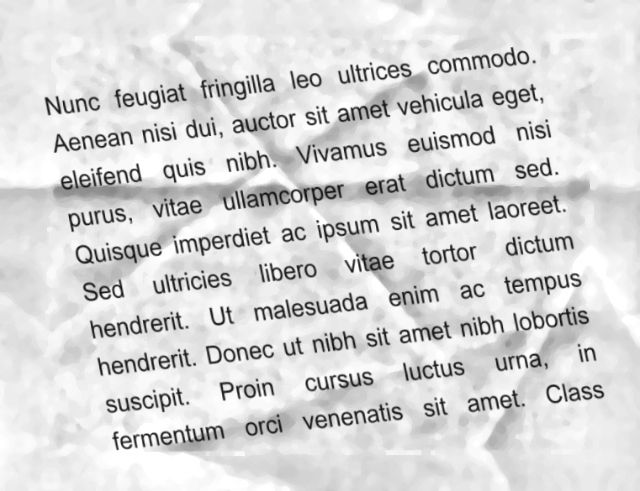 Nunc feugiat fringilla leo ultrices commodo.
Aenean nisi dui, auctor sit amet vehicula eget,
eleifend quis nibh. Vivamus euismod nisi
purus, vitae ullamcorper erat dictum sed.
Quisque imperdiet ac ipsum sit amet laoreet.
Sed ultricies libero vitae tortor dictum
hendrerit. Ut malesuada enim ac tempus
hendrerit. Donec ut nibh sit amet nibh lobortis
suscipit. Proin cursus luctus urna, in
fermentum orci venenatis sit amet. Class